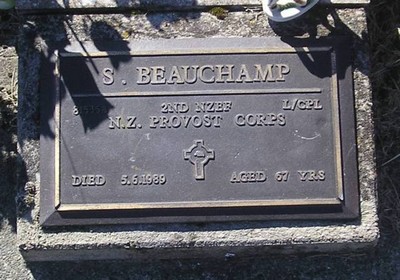 S. BEAUCHAMP
2ND NZEF L/CPL
N.Z. PROVOST CORPS
DIED 5.6.1989 AGED 67 YRS